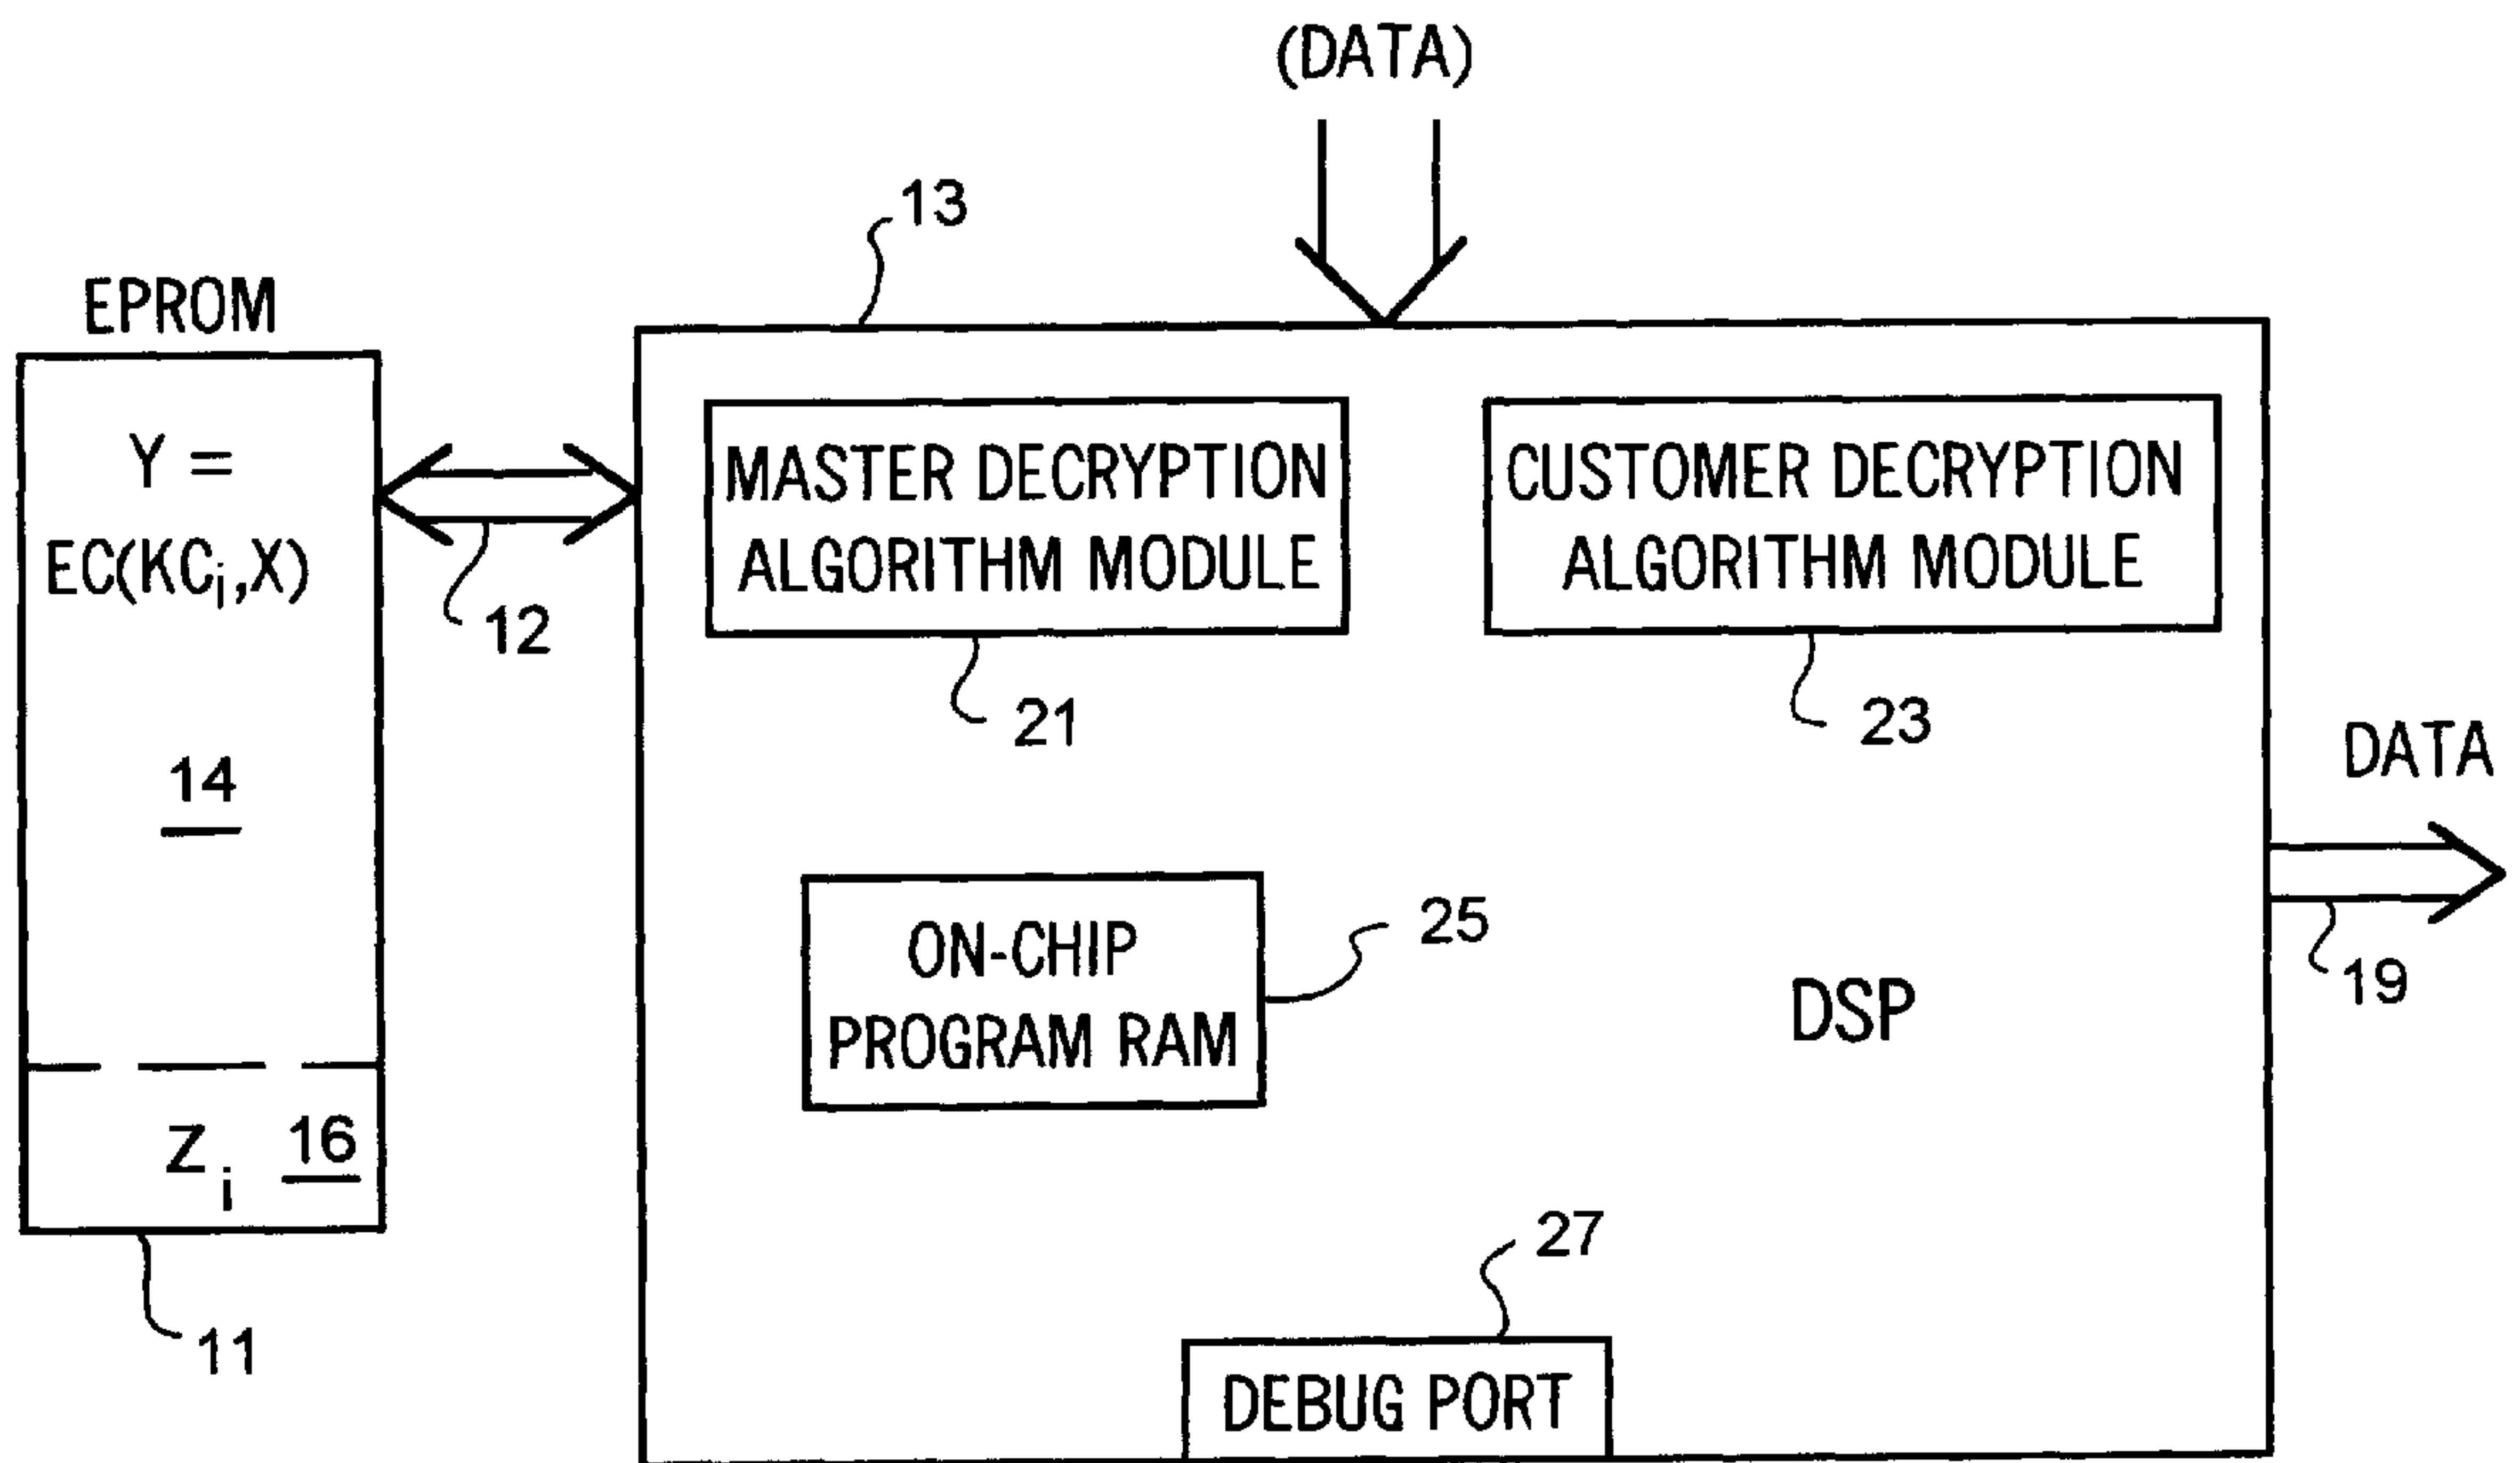 (DATA)
13
EPROM
Y =
EC(KCi,X)
12
14
Zi 16
11
MASTER DECRYPTION
ALGORITHM MODULE
21
CUSTOMER DECRYPTION
ALGORITHM MODULE
23
DATA
19
ON-CHIP
PROGRAM RAM
25
DSP
27
DEBUG PORT